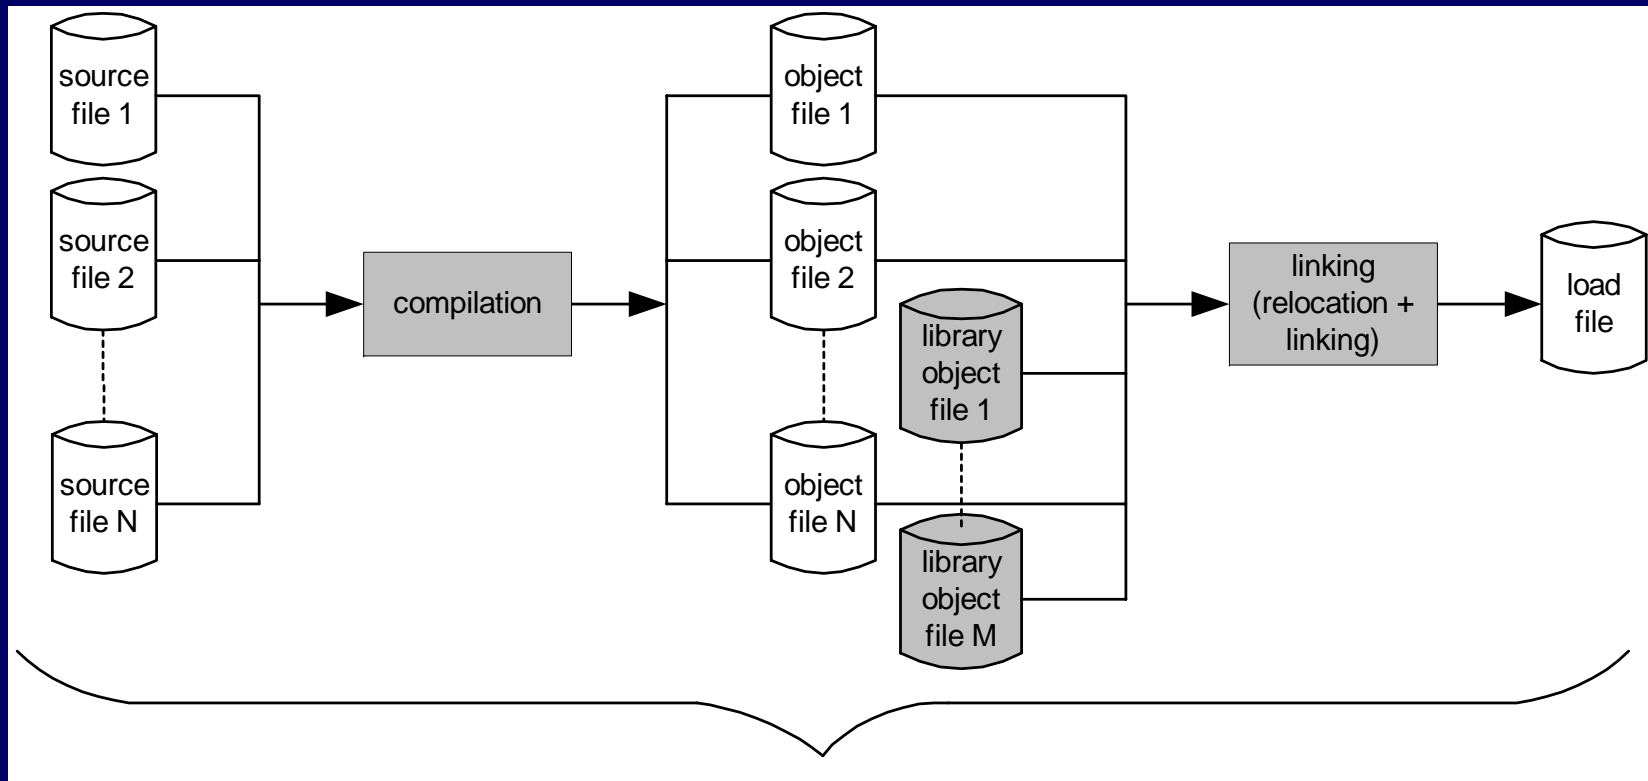 source
file 1
source
file 2
source
file N
compilation
object
file 1
object
file 2
object
file N
library
object
file 1
library
object
file M
linking
(relocation +
linking)
load
file